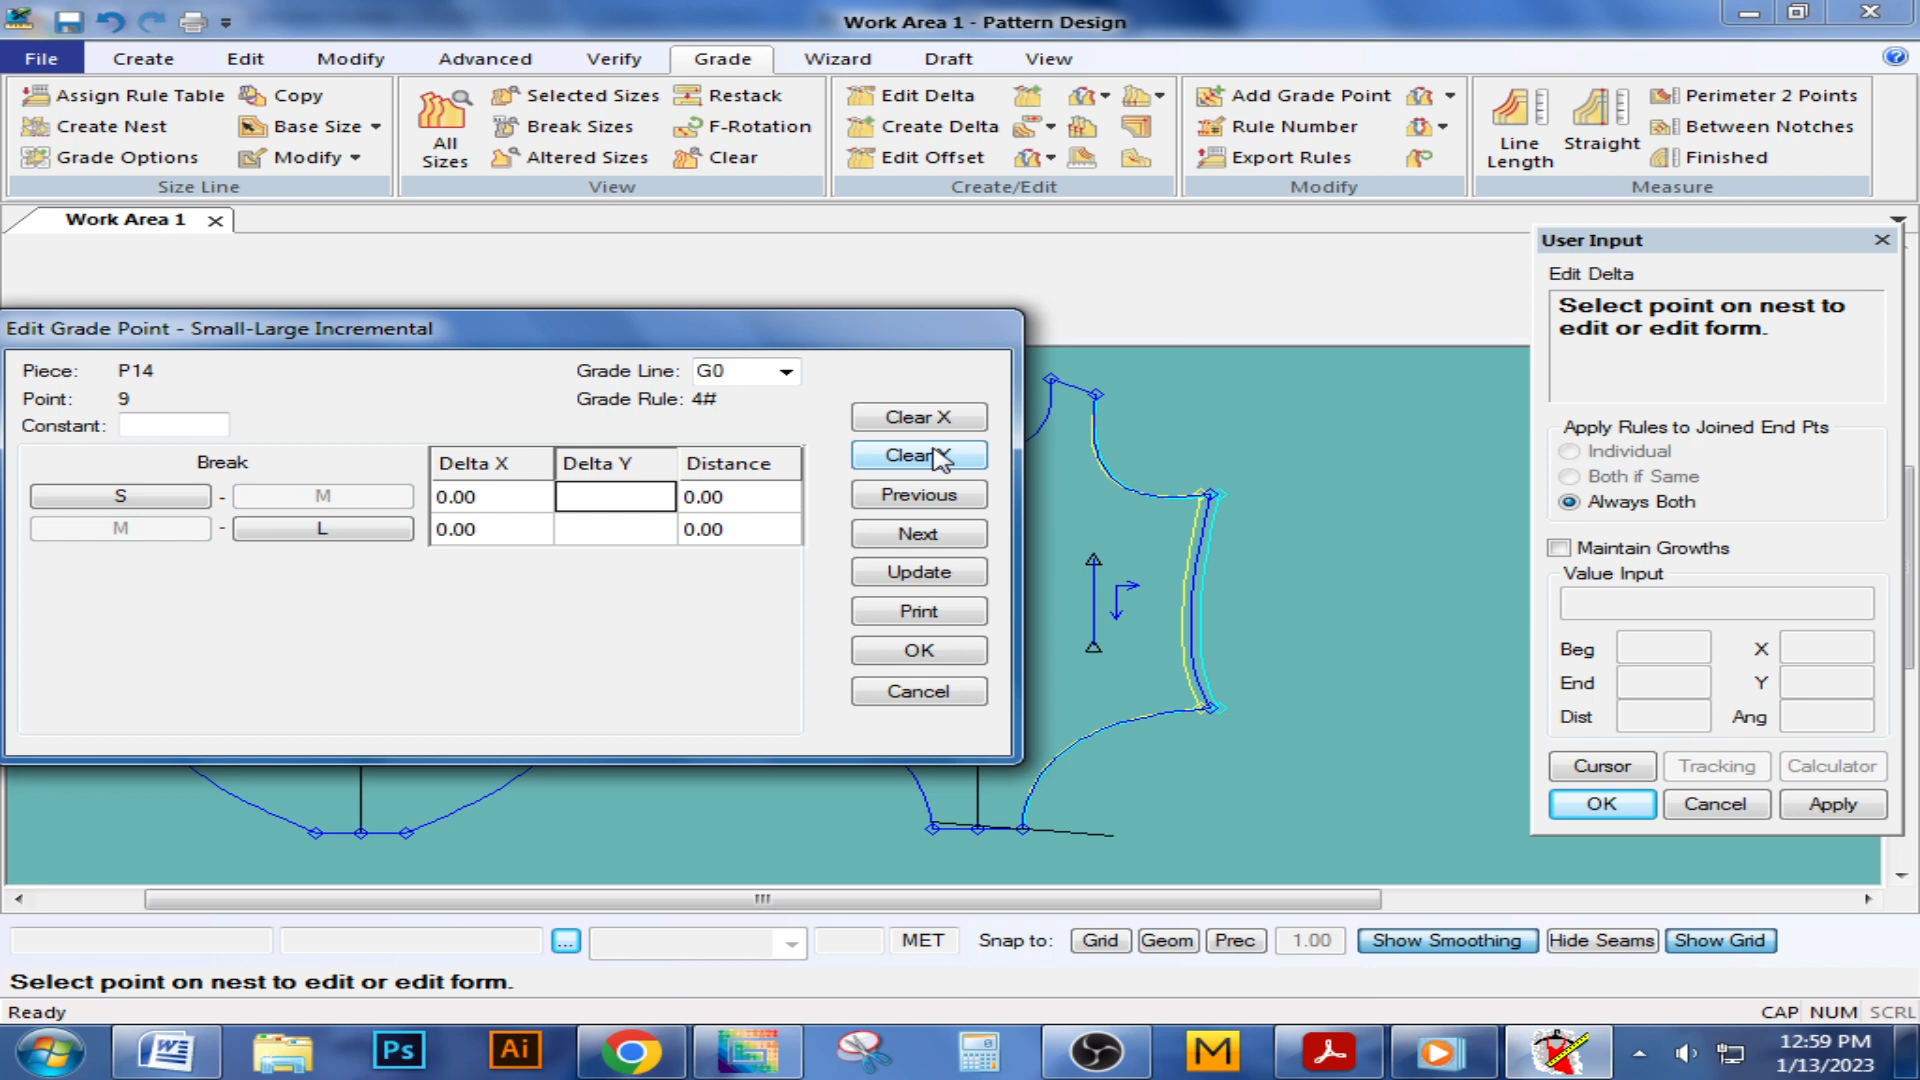 Work Area 1 - Pattern Design
File Create Edit Modify Advanced Verify Grade Wizard Draft View
Assign Rule Table Copy
Create Nest Base Size
Grade Options Modify
Size Line
All Sizes
Selected Sizes Restack
Break Sizes F-Rotation
Altered Sizes Clear
View
Edit Delta
Create Delta
Edit Offset
Create/Edit
Add Grade Point
Rule Number
Export Rules
Modify
Line Length
Straight
Perimeter 2 Points
Between Notches
Finished
Measure
Work Area 1
Edit Grade Point - Small-Large Incremental
Piece: P14
Point: 9
Constant:
Grade Line: G0
Grade Rule: 4#
Break Delta X Delta Y Distance
S - M 0.00 0.00
M - L 0.00 0.00
Clear X
Clear
Previous
Next
Update
Print
OK
Cancel
User Input
Edit Delta
Select point on nest to
edit or edit form.
Apply Rules to Joined End Pts
Individual
Both if Same
Always Both
Maintain Growths
Value Input
Beg X
End Y
Dist Ang
Cursor Tracking Calculator
OK Cancel Apply
... MET Snap to: Grid Geom Prec 1.00 Show Smoothing Hide Seams Show Grid
Select point on nest to edit or edit form.
Ready CAP NUM SCRL
Ps Ai M
12:59 PM
1/13/2023